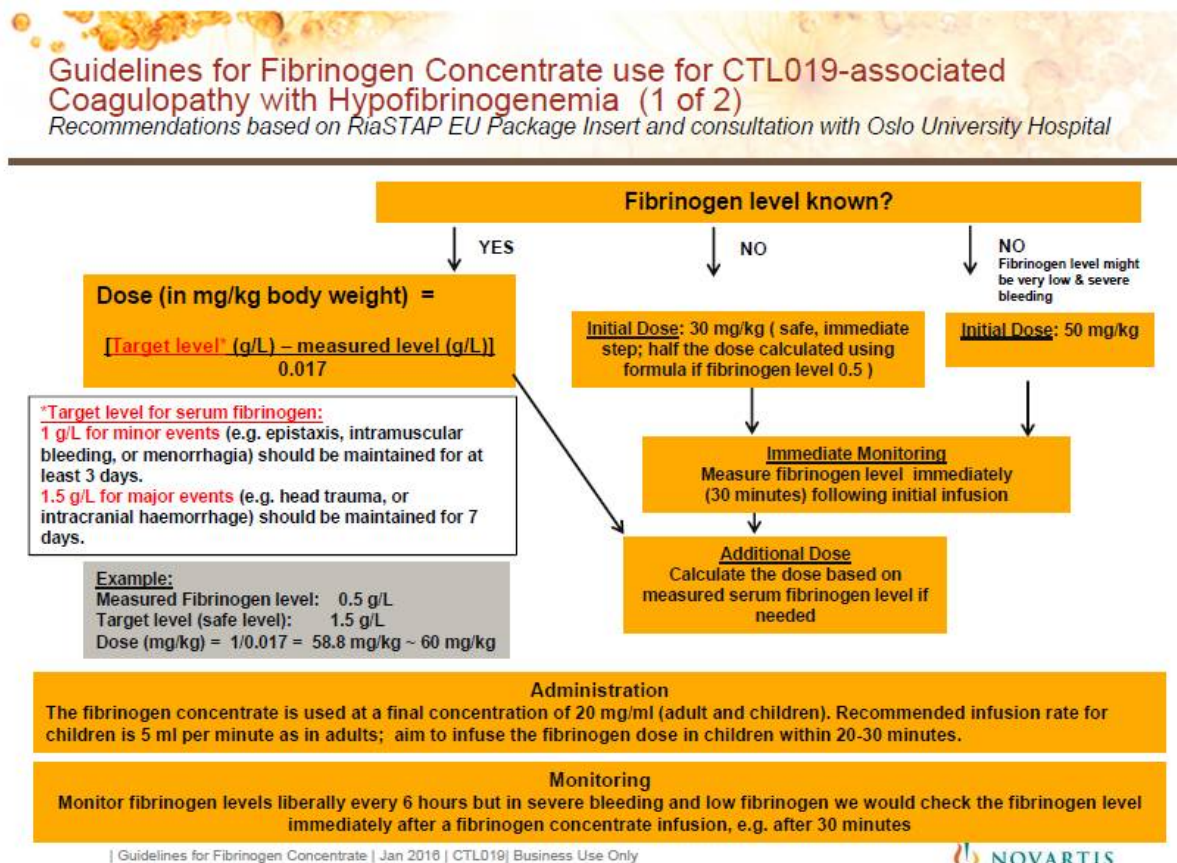 Guidelines for Fibrinogen Concentrate use for CTL019-associated
Coagulopathy with Hypofibrinogenemia (1 of 2)
Recommendations based on RiaSTAP EU Package Insert and consultation with Oslo University Hospital
Fibrinogen level known?
YES
NO
NO
Fibrinogen level might
be very low & severe
bleeding
Dose (in mg/kg body weight) =
[Target level* (g/L) – measured level (g/L)]
0.017
Initial Dose: 30 mg/kg ( safe, immediate
step; half the dose calculated using
formula if fibrinogen level 0.5 )
Initial Dose: 50 mg/kg
*Target level for serum fibrinogen:
1 g/L for minor events (e.g. epistaxis, intramuscular
bleeding, or menorrhagia) should be maintained for at
least 3 days.
1.5 g/L for major events (e.g. head trauma, or
intracranial haemorrhage) should be maintained for 7
days.
Immediate Monitoring
Measure fibrinogen level immediately
(30 minutes) following initial infusion
Additional Dose
Calculate the dose based on
measured serum fibrinogen level if
needed
Example:
Measured Fibrinogen level: 0.5 g/L
Target level (safe level): 1.5 g/L
Dose (mg/kg) = 1/0.017 = 58.8 mg/kg ~ 60 mg/kg
Administration
The fibrinogen concentrate is used at a final concentration of 20 mg/ml (adult and children). Recommended infusion rate for
children is 5 ml per minute as in adults; aim to infuse the fibrinogen dose in children within 20-30 minutes.
Monitoring
Monitor fibrinogen levels liberally every 6 hours but in severe bleeding and low fibrinogen we would check the fibrinogen level
immediately after a fibrinogen concentrate infusion, e.g. after 30 minutes
| Guidelines for Fibrinogen Concentrate | Jan 2016 | CTL019| Business Use Only
NOVARTIS